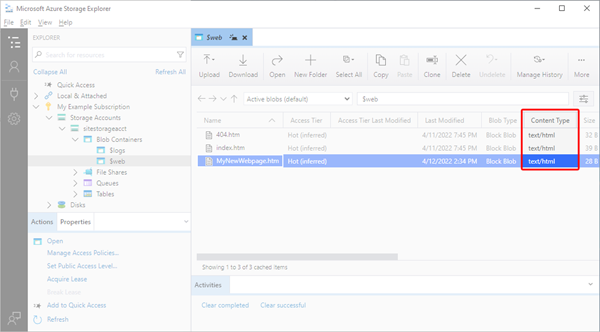 Microsoft Azure Storage Explorer
File Edit View Help
EXPLORER
Search for resources
Collapse All Refresh All
Quick Access
Local & Attached
My Example Subscription
Storage Accounts
sitestorageacct
Blob Containers
$logs
$web
File Shares
Queues
Tables
Disks
Actions Properties
Open
Manage Access Policies...
Set Public Access Level...
Acquire Lease
Break Lease
Add to Quick Access
Refresh
$web
Upload Download Open New Folder Select All Copy Paste Clone Delete Undelete Manage History More
Active blobs (default) $web
Name Access Tier Access Tier Last Modified Last Modified Blob Type Content Type Size
404.htm Hot (inferred) 4/11/2022 7:45 PM Block Blob text/html 32 B
index.htm Hot (inferred) 4/11/2022 7:45 PM Block Blob text/html 39 B
MyNewWebpage.htm Hot (inferred) 4/12/2022 2:34 PM Block Blob text/html 28 B
Showing 1 to 3 of 3 cached items
Activities
Clear completed Clear successful